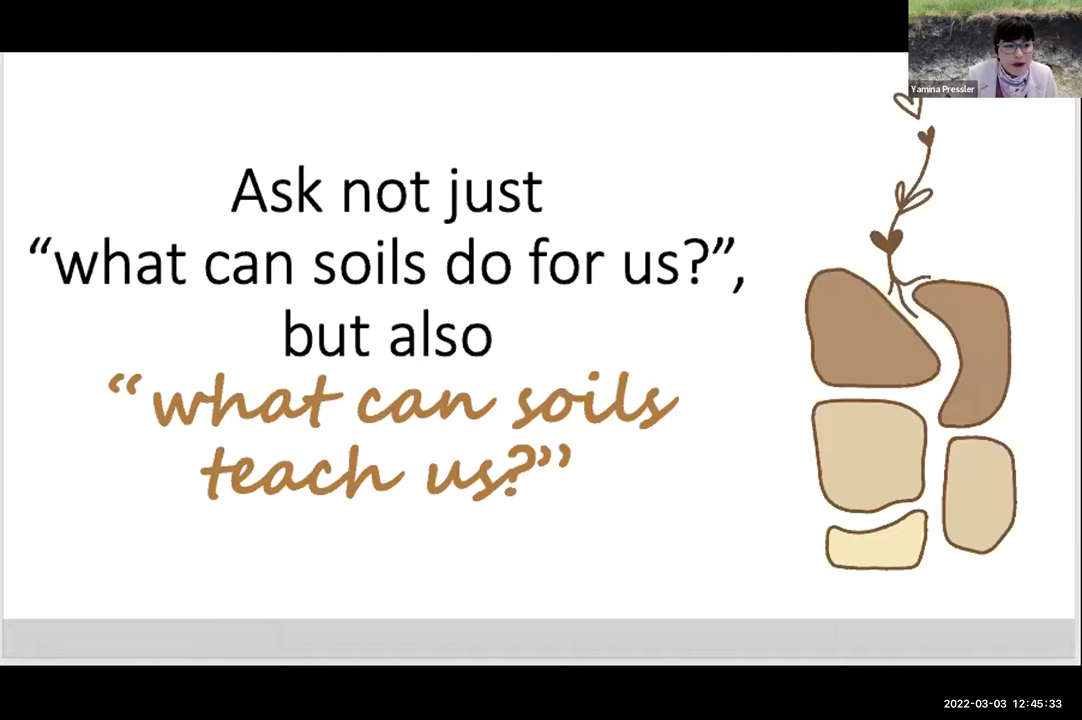 Yamina Pressler
Ask not just
“what can soils do for us?”,
but also
“what can soils
teach us?”
2022-03-03 12:45:33